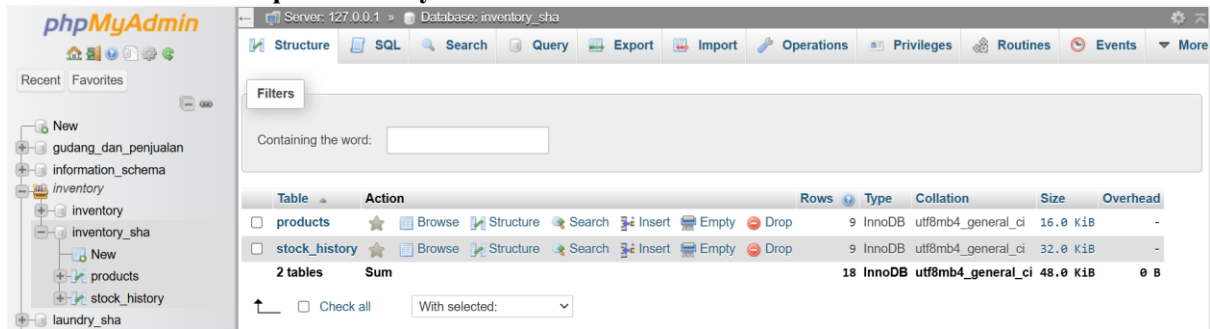 phpMyAdmin
Recent Favorites
New
gudang_dan_penjualan
information_schema
inventory
inventory
inventory_sha
New
products
stock_history
laundry_sha
Server: 127.0.0.1 » Database: inventory_sha
Structure SQL Search Query Export Import Operations Privileges Routines Events More
Filters
Containing the word:
Table Action Rows Type Collation Size Overhead
products Browse Structure Search Insert Empty Drop 9 InnoDB utf8mb4_general_ci 16.0 KiB -
stock_history Browse Structure Search Insert Empty Drop 9 InnoDB utf8mb4_general_ci 32.0 KiB -
2 tables Sum 18 InnoDB utf8mb4_general_ci 48.0 KiB 0 B
Check all With selected: